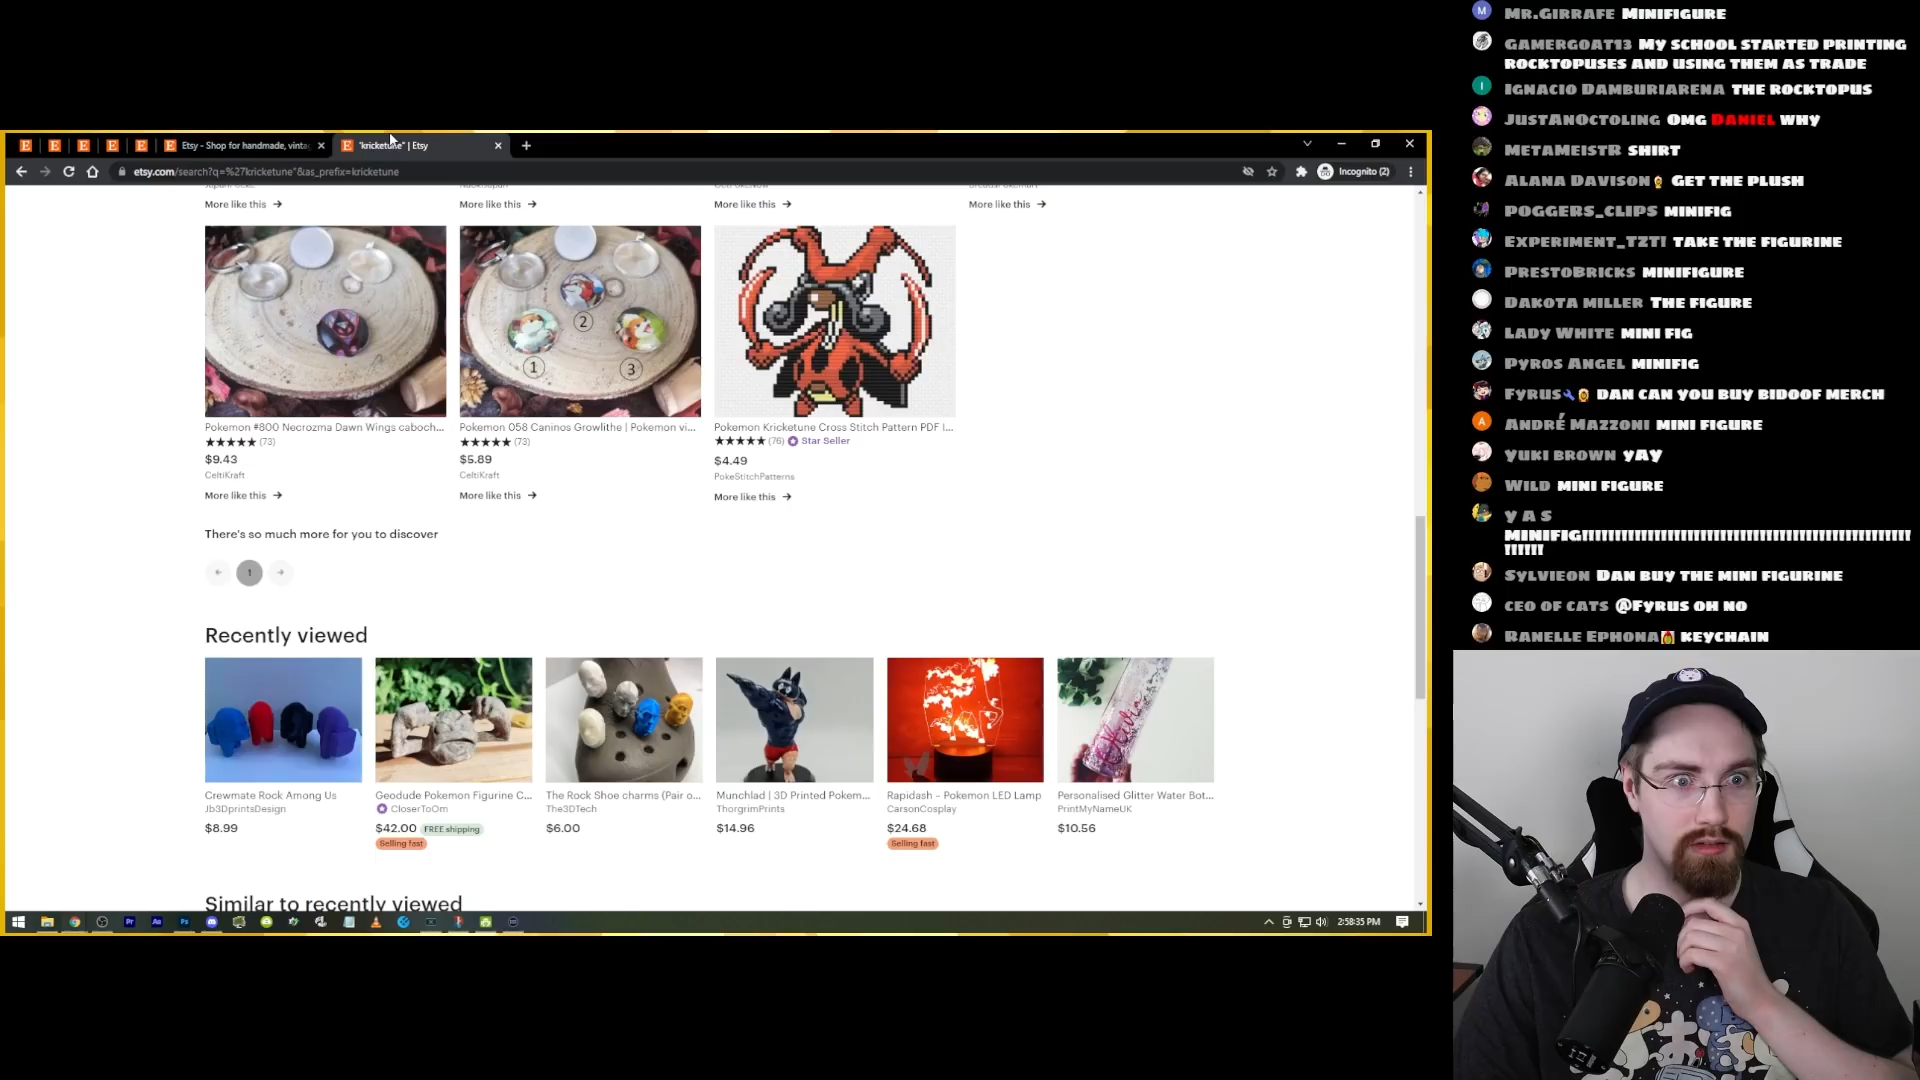 Etsy - Shop for handmade, vinta
"kricketune" | Etsy
etsy.com/search?q=%27kricketune"&as_prefix=kricketune
Incognito (2)
More like this →
More like this →
More like this →
More like this →
1
2
3
Pokemon #800 Necrozma Dawn Wings caboch...
★★★★★ (73)
$9.43
CeltiKraft
More like this →
Pokemon 058 Caninos Growlithe | Pokemon vi...
★★★★★ (73)
$5.89
CeltiKraft
More like this →
Pokemon Kricketune Cross Stitch Pattern PDF I...
★★★★★ (76) Star Seller
$4.49
PokeStitchPatterns
More like this →
There's so much more for you to discover
← 1 →
Recently viewed
Crewmate Rock Among Us
Jb3DprintsDesign
$8.99
Geodude Pokemon Figurine C...
CloserToOm
$42.00 FREE shipping
Selling fast
The Rock Shoe charms (Pair o...
The3DTech
$6.00
Munchlad | 3D Printed Pokem...
ThorgrimPrints
$14.96
Rapidash - Pokemon LED Lamp
CarsonCosplay
$24.68
Selling fast
Personalised Glitter Water Bot...
PrintMyNameUK
$10.56
Similar to recently viewed
2:58:35 PM
Mr.Girrafe Minifigure
GAMERGOAT13 My school started printing
rocktopuses and using them as trade
Ignacio Damburiarena The rocktopus
JustAnOctoling OMG DANIEL WHY
MetaMeistR SHIRT
Alana Davison Get the plush
POGGERS_CLIPS MINIFIG
Experiment_TZT! Take the figurine
PrestoBricks minifigure
Dakota Miller The figure
Lady White mini fig
Pyros Angel minifig
Fyrus Dan can you buy Bidoof merch
André Mazzoni mini figure
Yuki Brown yay
Wild mini figure
Y A S
MINIFIG!!!!!!!!!!!!!!!!!!!!!!!!!!!!!!!!!!!!!!!!!!!!!!!!!!
!!!!!!
Sylvieon Dan buy the mini figurine
CEO OF CATS @Fyrus oh no
Ranelle Ephona keychain